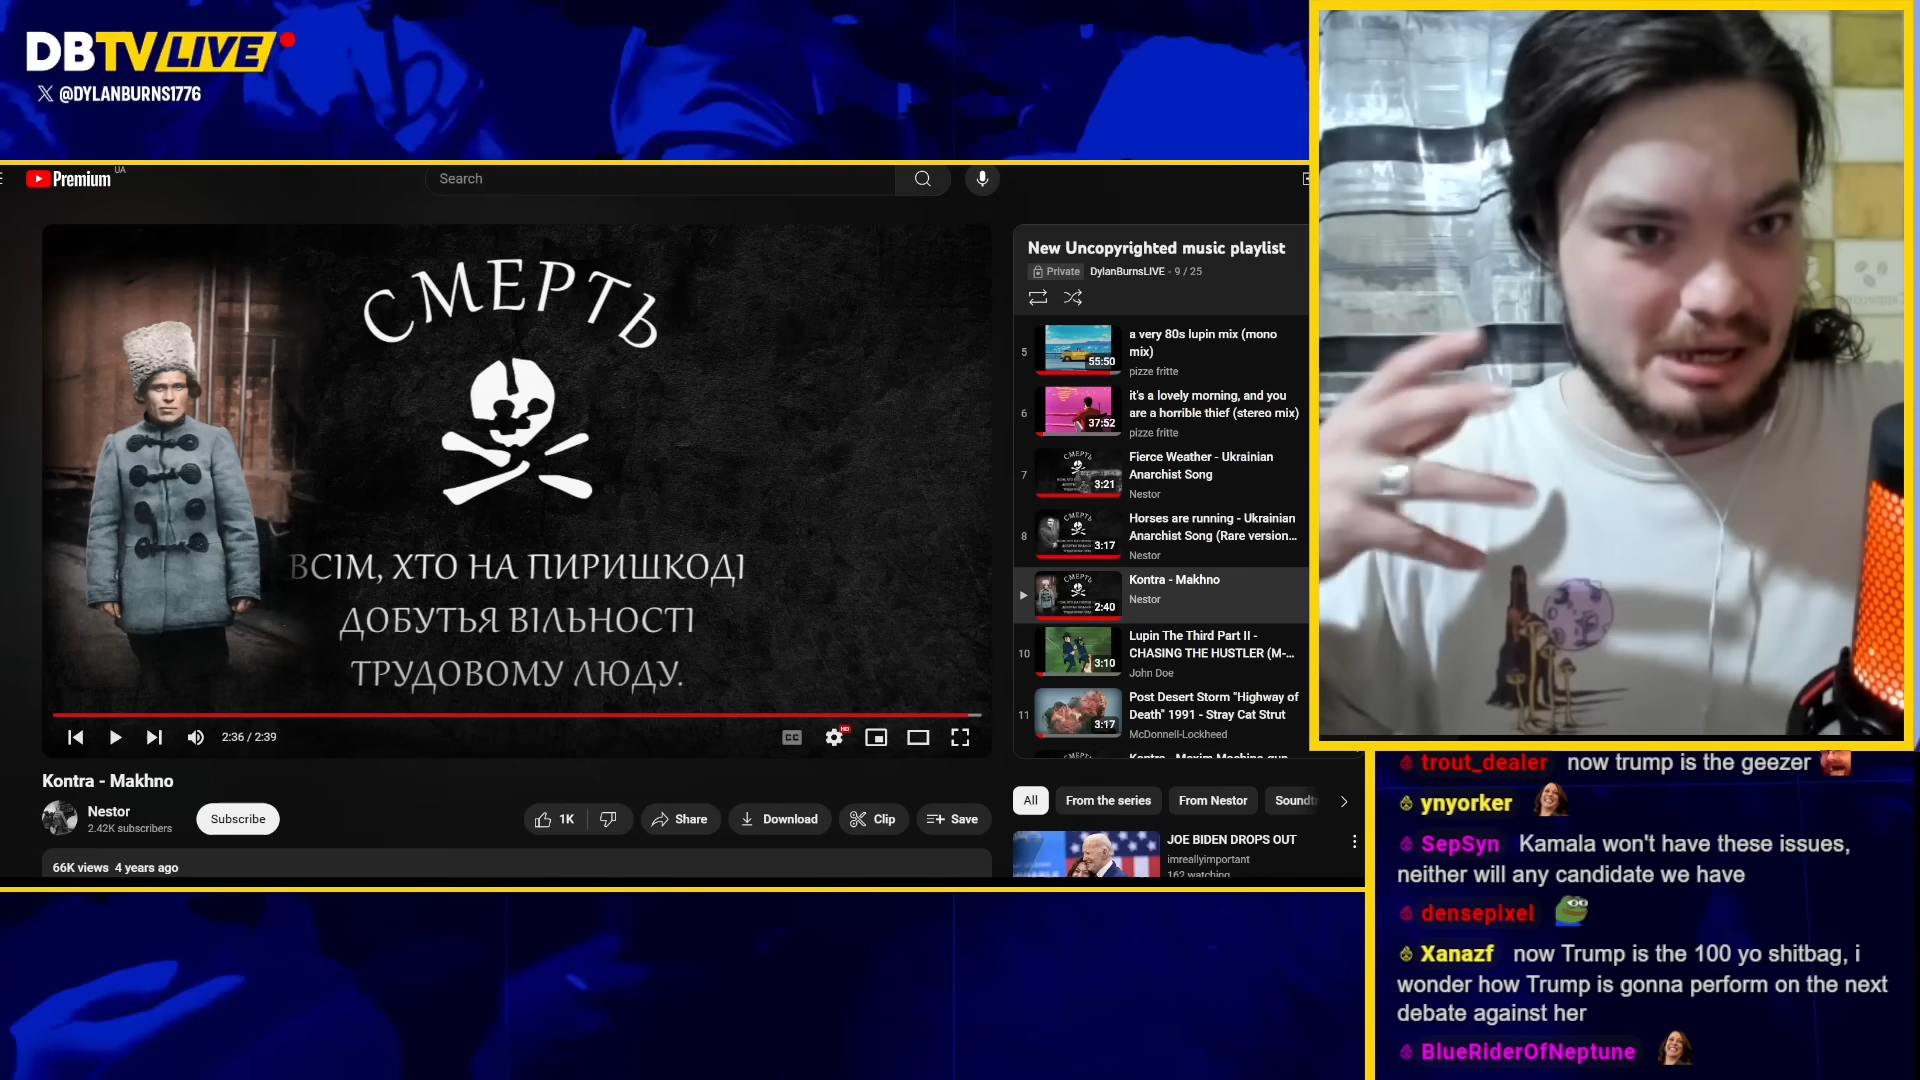 DBTV LIVE
@DYLANBURNS1776
Premium
UA
Search
СМЕРТЬ
ВСІМ, ХТО НА ПИРИШКОДІ
ДОБУТЬЯ ВІЛЬНОСТІ
ТРУДОВОМУ ЛЮДУ.
2:36 / 2:39
CC
HD
Kontra - Makhno
Nestor
2.42K subscribers
Subscribe
1K
Share
Download
Clip
Save
66K views 4 years ago
New Uncopyrighted music playlist
Private
DylanBurnsLIVE - 9 / 25
5
55:50
a very 80s lupin mix (mono
mix)
pizze fritte
6
37:52
it's a lovely morning, and you
are a horrible thief (stereo mix)
pizze fritte
7
СМЕРТЬ
3:21
Fierce Weather - Ukrainian
Anarchist Song
Nestor
8
СМЕРТЬ
3:17
Horses are running - Ukrainian
Anarchist Song (Rare version...
Nestor
СМЕРТЬ
2:40
Kontra - Makhno
Nestor
10
3:10
Lupin The Third Part II -
CHASING THE HUSTLER (M-...
John Doe
11
3:17
Post Desert Storm "Highway of
Death" 1991 - Stray Cat Strut
McDonnell-Lockheed
All
From the series
From Nestor
Soundt
JOE BIDEN DROPS OUT
imreallyimportant
162 watching
trout_dealer now trump is the geezer
ynyorker
SepSyn Kamala won't have these issues,
neither will any candidate we have
densepixel
Xanazf now Trump is the 100 yo shitbag, i
wonder how Trump is gonna perform on the next
debate against her
BlueRiderOfNeptune